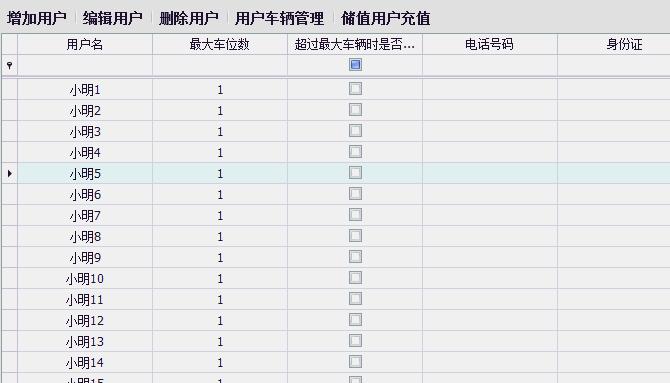 增加用户 编辑用户 删除用户 用户车辆管理 储值用户充值
用户名 最大车位数 超过最大车辆时是否... 电话号码 身份证
小明1 1
小明2 1
小明3 1
小明4 1
小明5 1
小明6 1
小明7 1
小明8 1
小明9 1
小明10 1
小明11 1
小明12 1
小明13 1
小明14 1
小明15 1